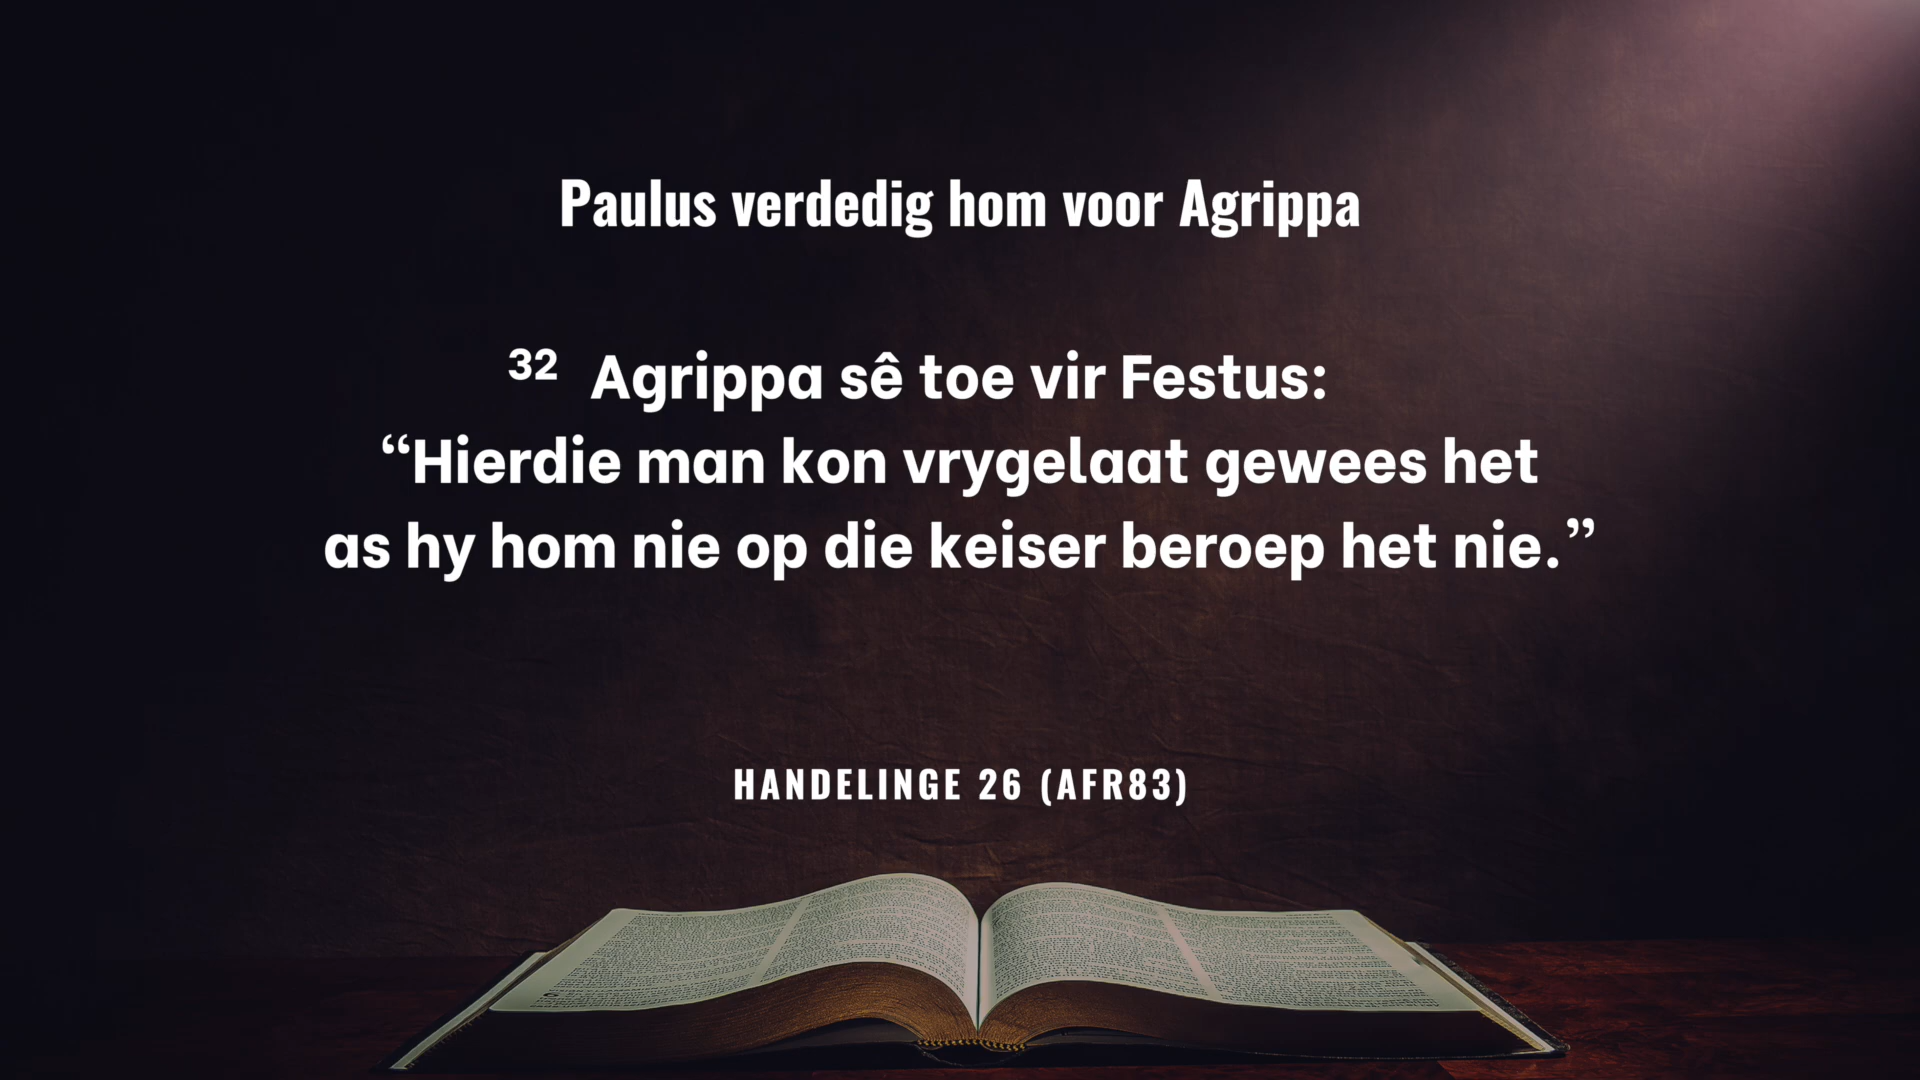 Paulus verdedig hom voor Agrippa
32 Agrippa sê toe vir Festus:
“Hierdie man kon vrygelaat gewees het
as hy hom nie op die keiser beroep het nie.”
HANDELINGE 26 (AFR83)